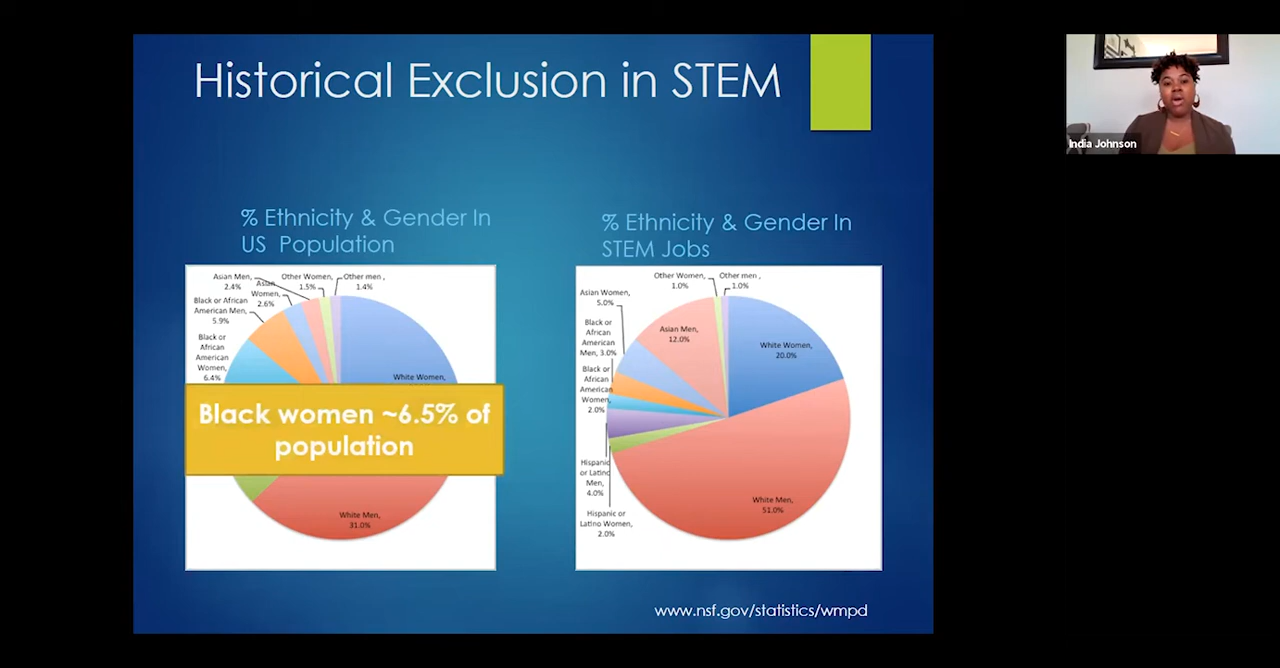 Historical Exclusion in STEM
India Johnson
% Ethnicity & Gender In
US Population
Asian Men,
2.4%
Asian
Women,
2.6%
Other Women,
1.5%
Other men ,
1.4%
Black or African
American Men,
5.9%
Black or
African
American
Women,
6.4%
White Women,
Black women ~6.5% of
population
White Men,
31.0%
% Ethnicity & Gender In
STEM Jobs
Other Women,
1.0%
Other men ,
1.0%
Asian Women,
5.0%
Asian Men,
12.0%
Black or
African
American
Men, 3.0%
Black or
African
American
Women,
2.0%
White Women,
20.0%
Hispanic
or Latino
Men,
4.0%
Hispanic or
Latino Women,
2.0%
White Men,
51.0%
www.nsf.gov/statistics/wmpd